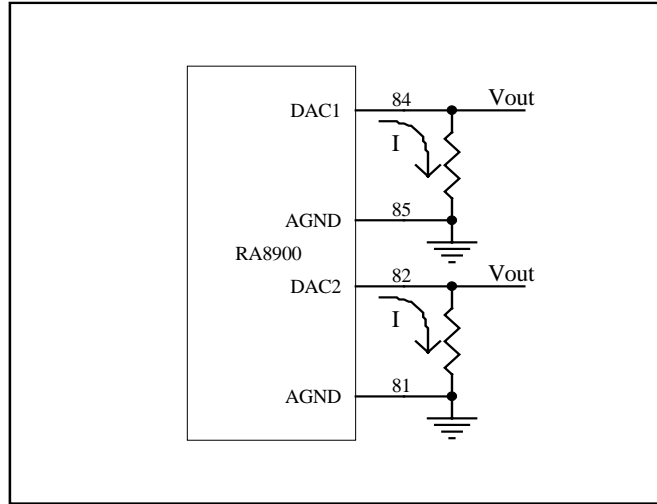 DAC1
84
Vout
I
AGND
85
RA8900
DAC2
82
Vout
I
AGND
81